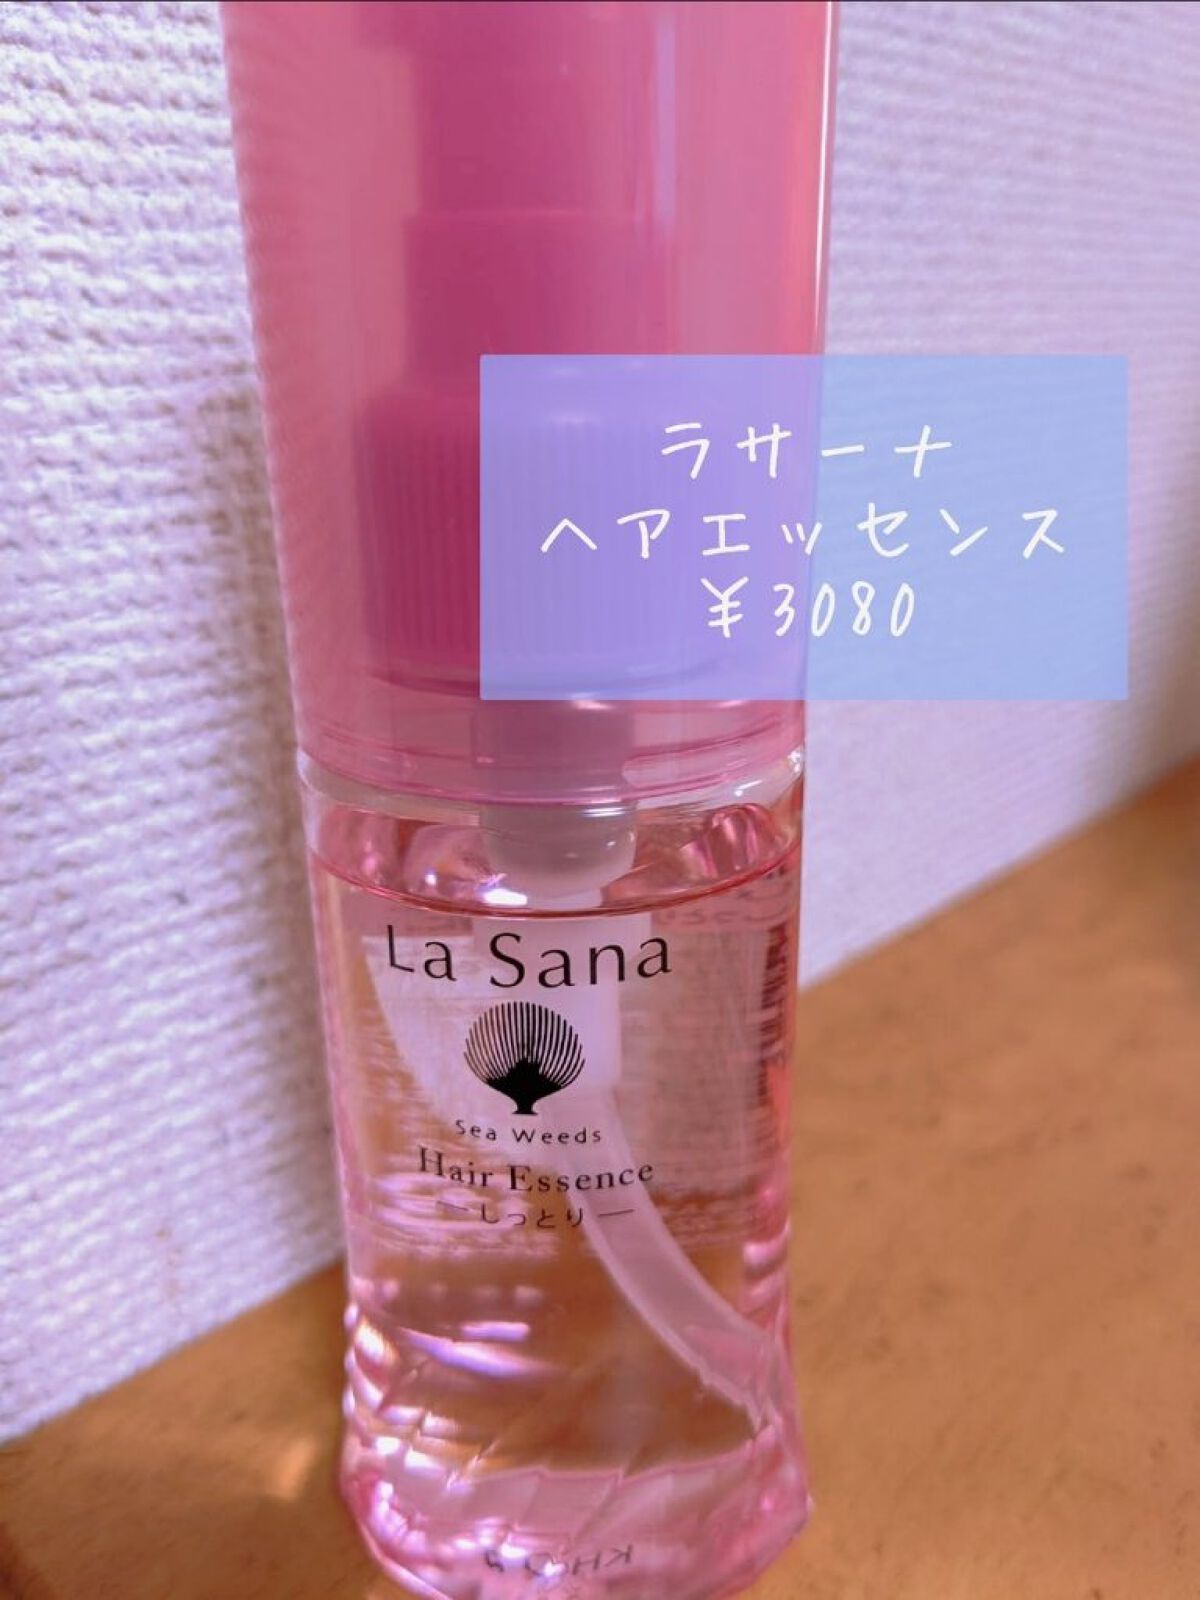 ラサーナ
ヘアエッセンス
¥3080
La Sana
Sea Weeds
Hair Essence
—しっとり—